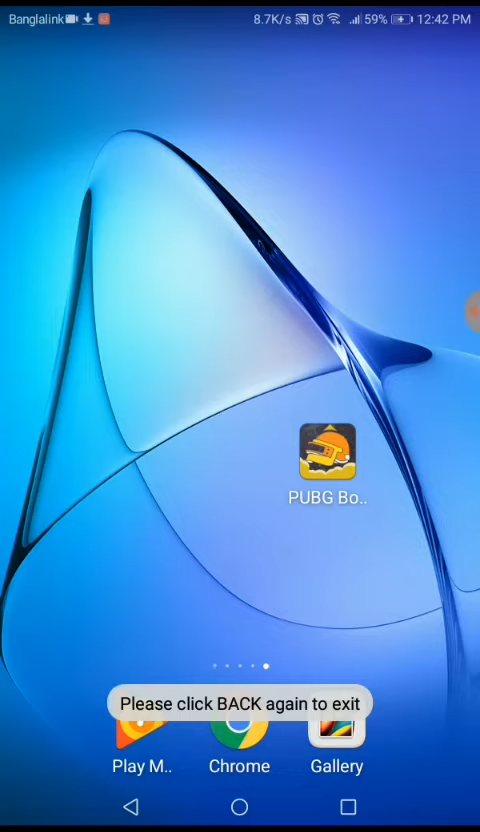 Banglalink 8.7K/s 59% 12:42 PM
PUBG Bo..
Please click BACK again to exit
Play M.. Chrome Gallery